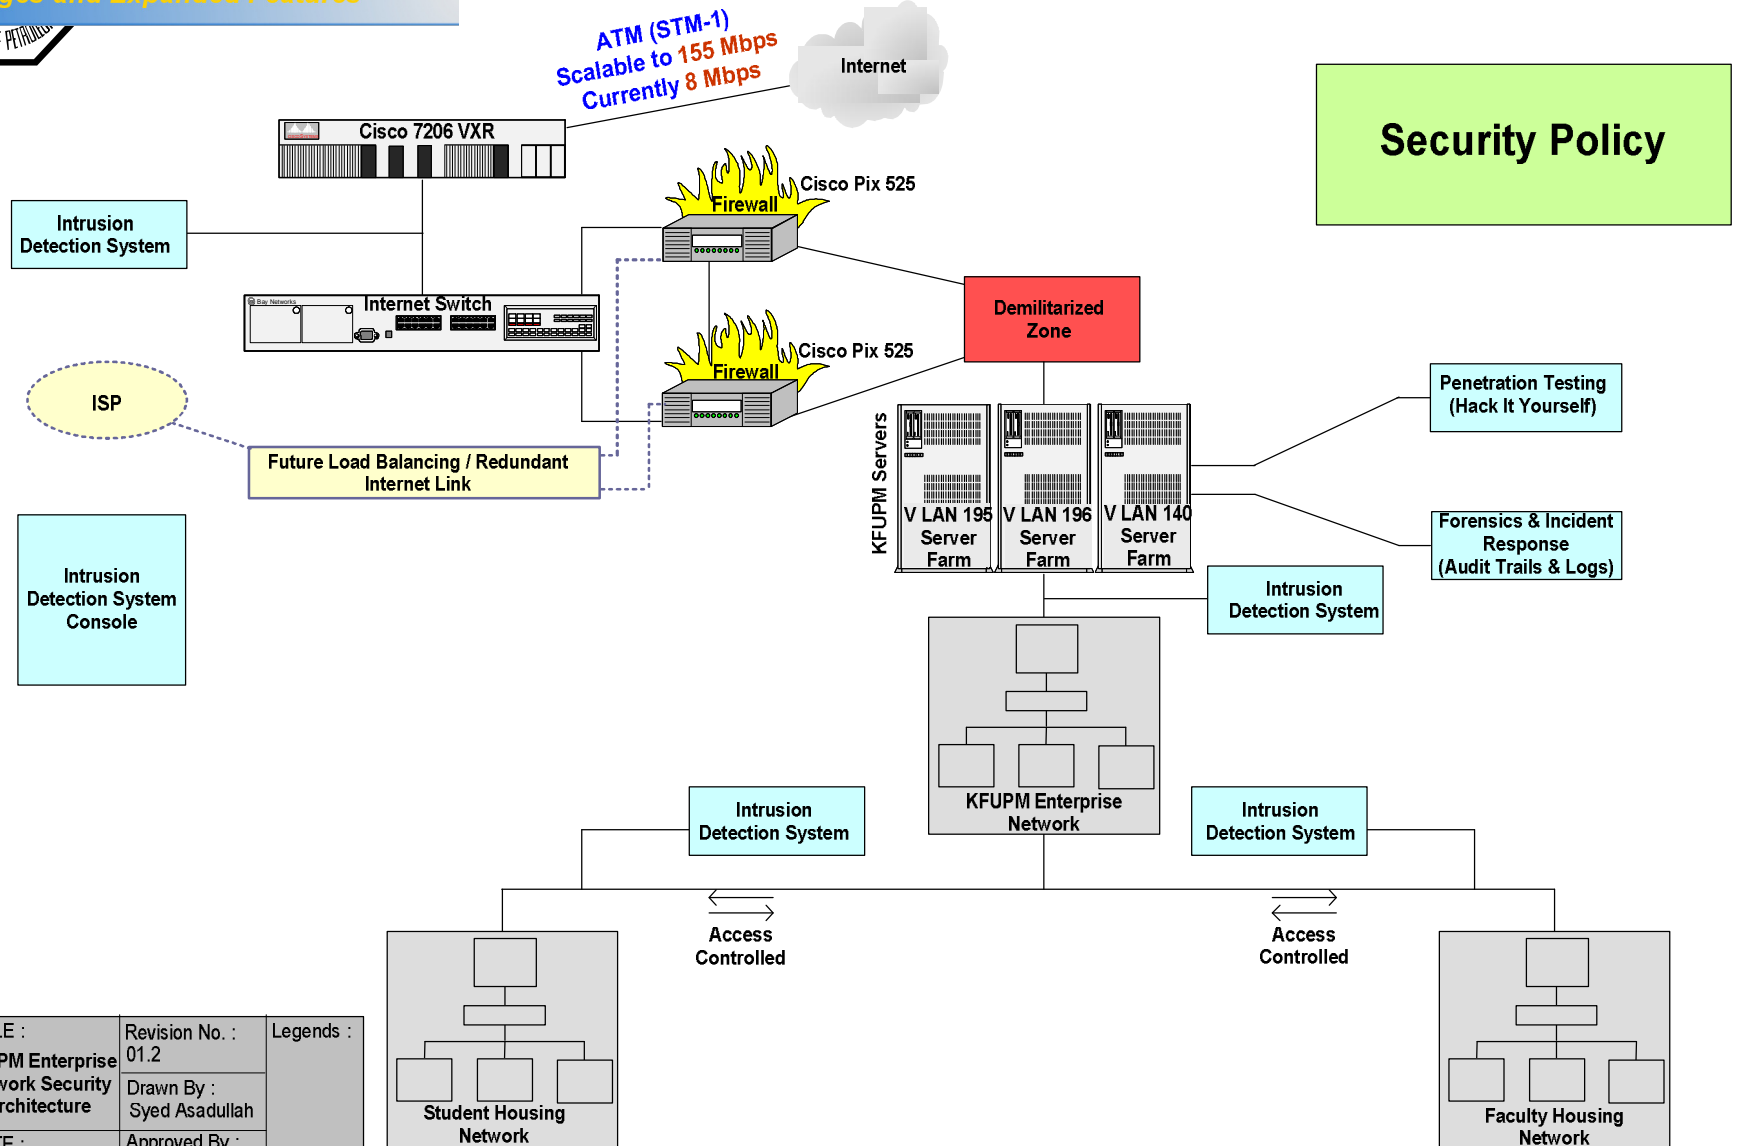 and Expanded Features
ATM (STM-1)
Scalable to 155 Mbps
Currently 8 Mbps
Internet
Security Policy
Cisco 7206 VXR
Cisco Pix 525
Firewall
Intrusion
Detection System
Bay Networks
Internet Switch
Demilitarized
Zone
Cisco Pix 525
Firewall
ISP
Future Load Balancing / Redundant
Internet Link
Penetration Testing
(Hack It Yourself)
KFUPM Servers
V LAN 195
Server
Farm
V LAN 196
Server
Farm
V LAN 140
Server
Farm
Forensics & Incident
Response
(Audit Trails & Logs)
Intrusion
Detection System
Console
Intrusion
Detection System
KFUPM Enterprise
Network
Intrusion
Detection System
Intrusion
Detection System
Access
Controlled
Access
Controlled
Student Housing
Network
Faculty Housing
Network
Enterprise
Security
Revision No. :
01.2
Drawn By :
Syed Asadullah
Approved By :
Legends :